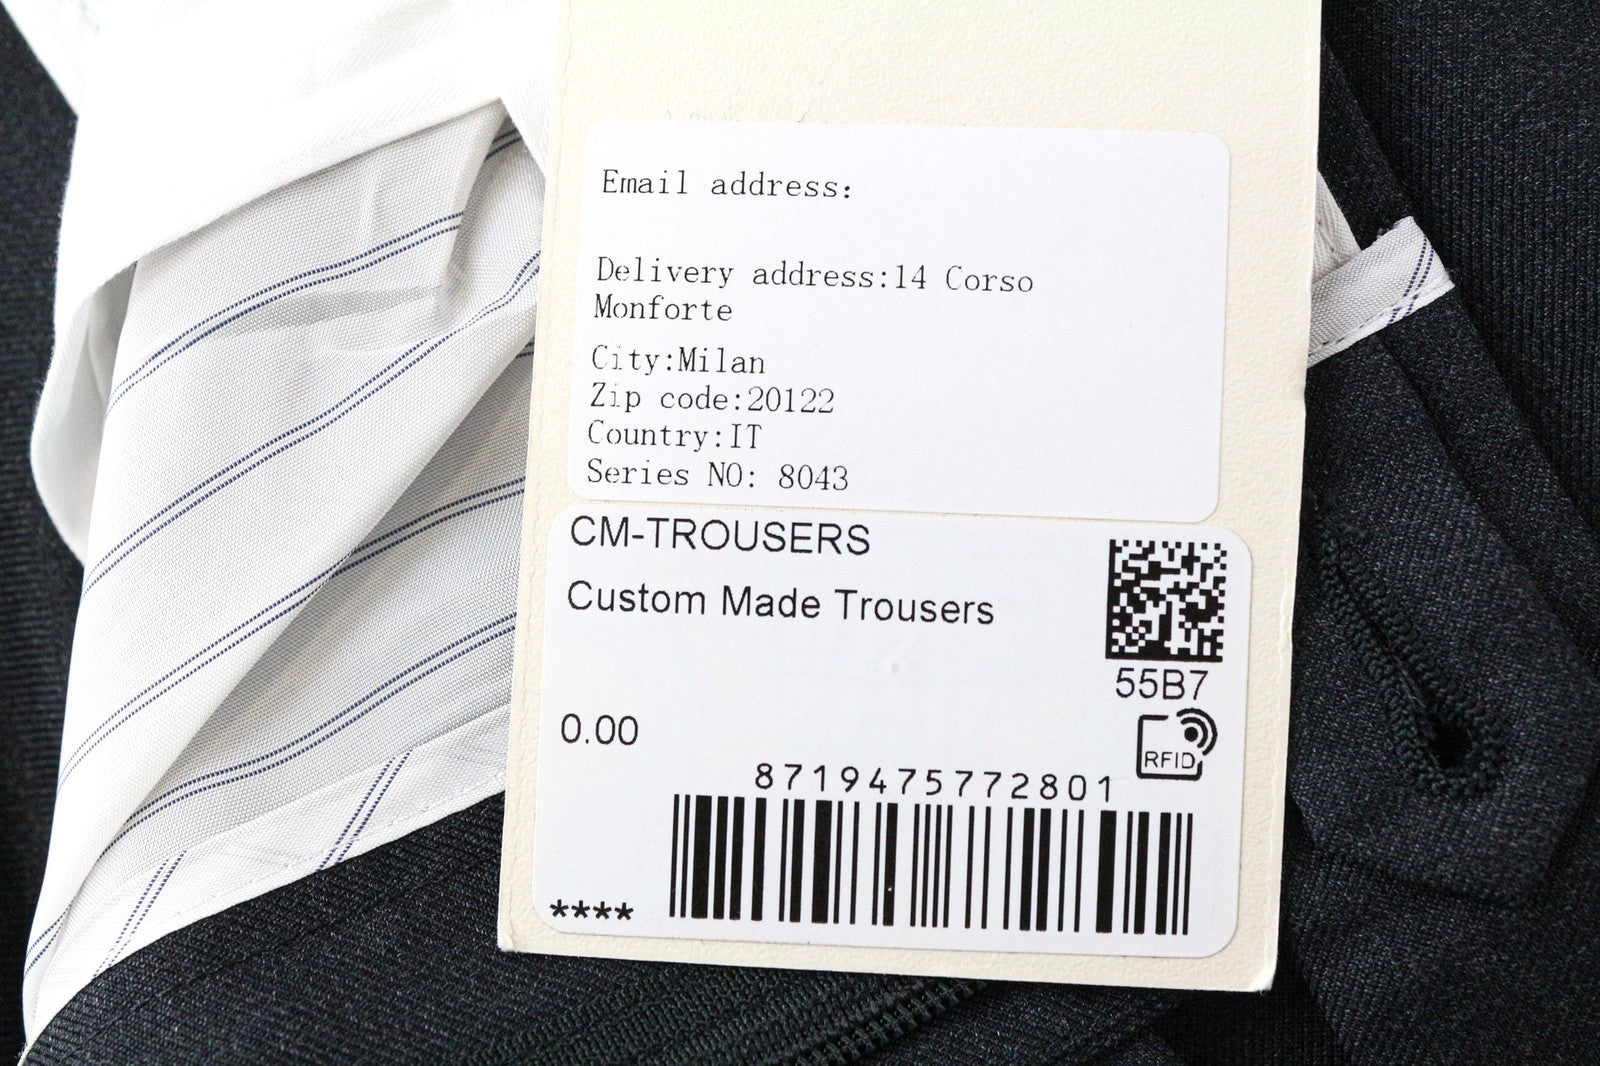 Email address:
Delivery address:14 Corso
Monforte
City:Milan
Zip code:20122
Country:IT
Series NO: 8043
CM-TROUSERS
Custom Made Trousers
55B7
0.00
RFID
8719475772801
****